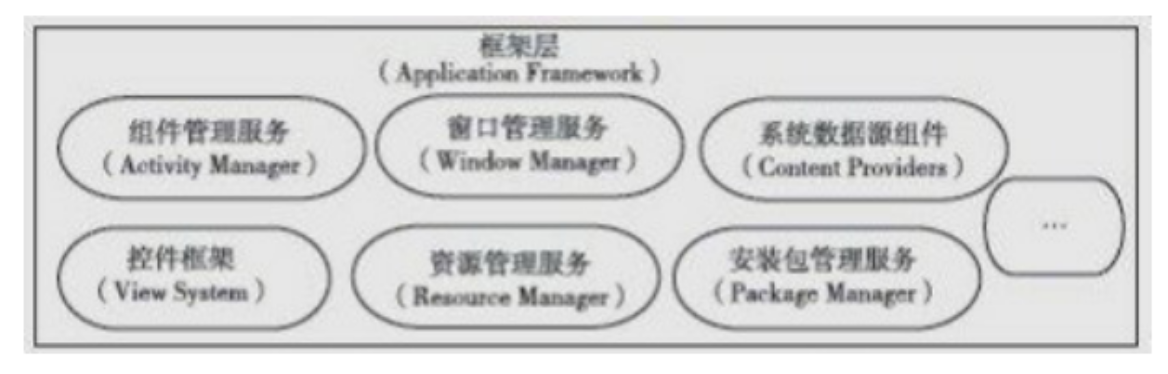 框架层
（Application Framework）
组件管理服务
（Activity Manager）
窗口管理服务
（Window Manager）
系统数据源组件
（Content Providers）
...
控件框架
（View System）
资源管理服务
（Resource Manager）
安装包管理服务
（Package Manager）